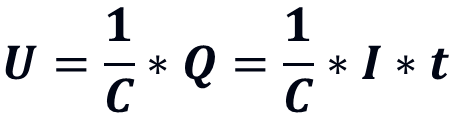 U = 1/C * Q = 1/C * I * t